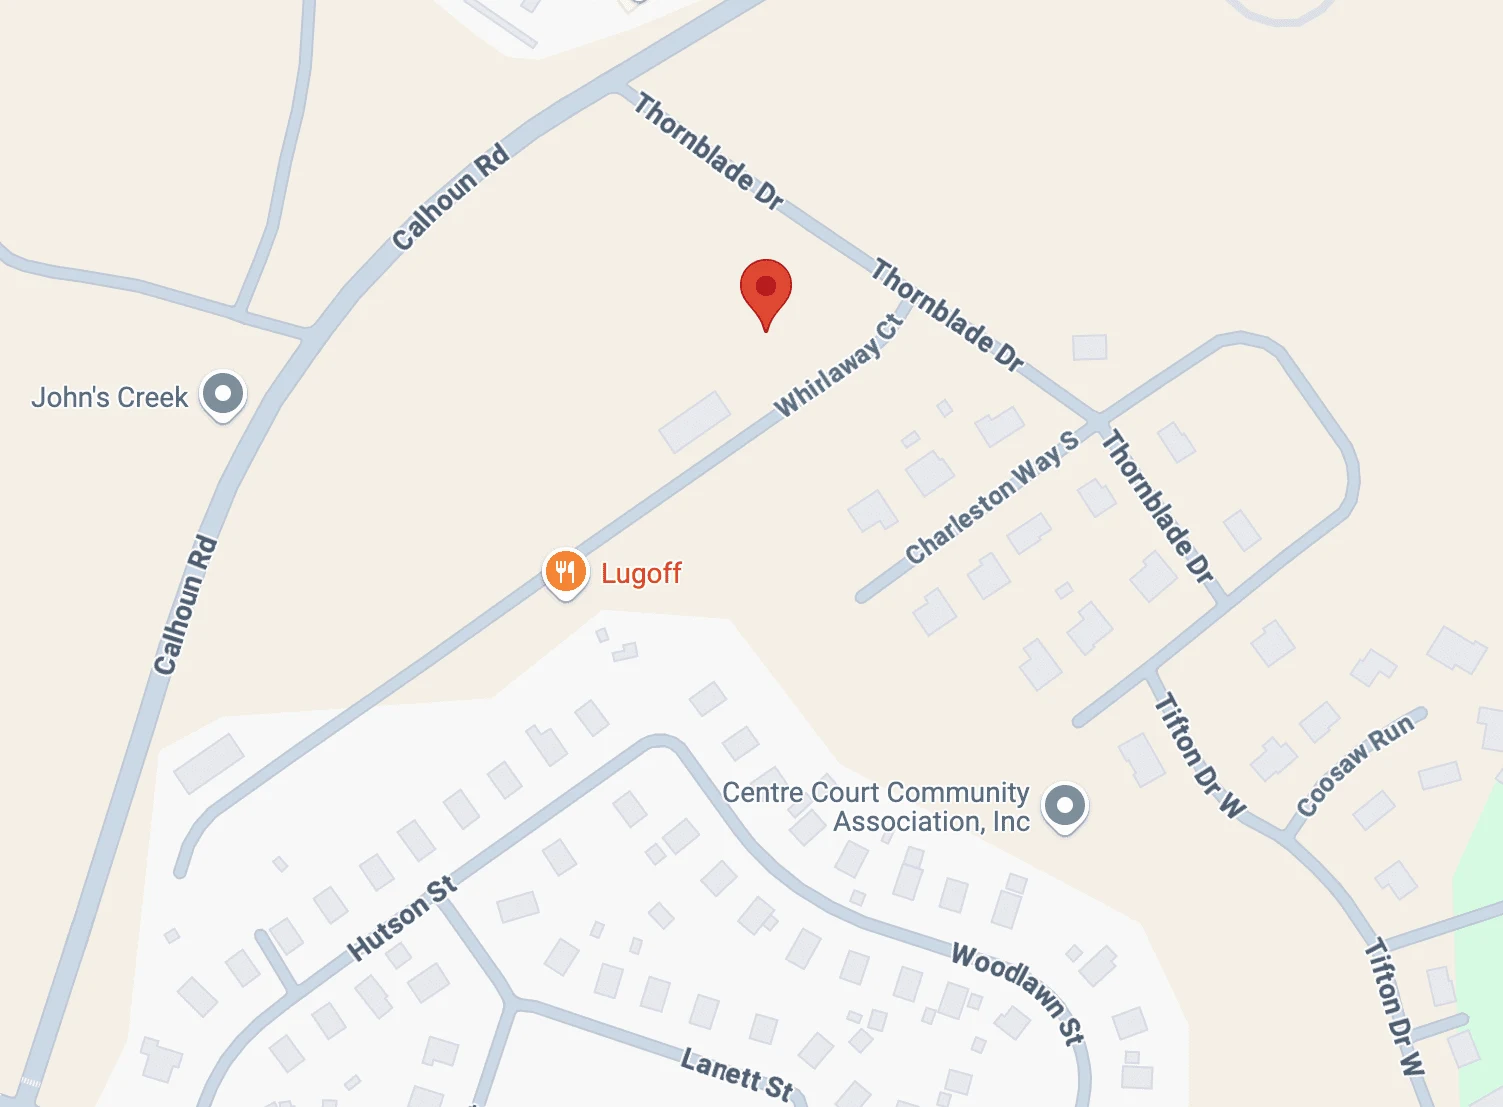 Thornblade Dr
Calhoun Rd
Thornblade Dr
Whirlaway Ct
John's Creek
Charleston Way S
Thornblade Dr
Calhoun Rd
Lugoff
Tifton Dr W
Coosaw Run
Centre Court Community
Association, Inc
Hutson St
Woodlawn St
Tifton Dr W
Lanett St